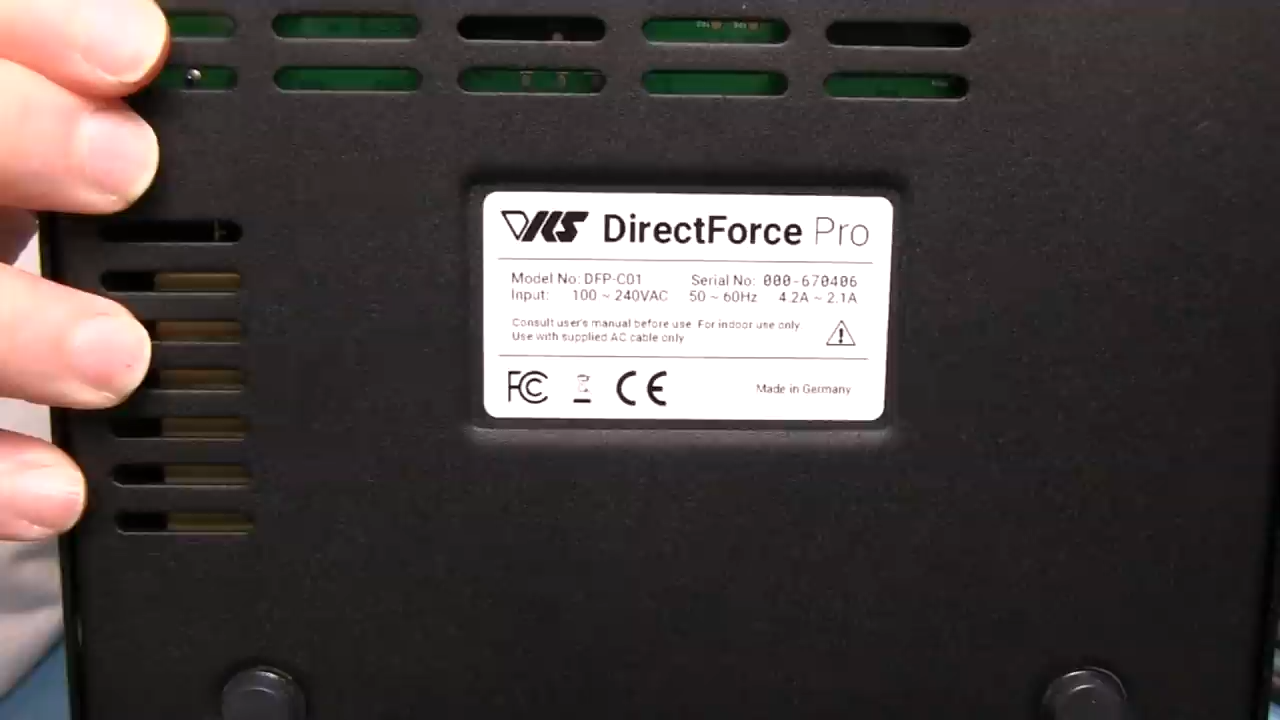 VRS DirectForce Pro
Model No: DFP-C01 Serial No: 000-670406
Input: 100 ~ 240VAC 50 ~ 60Hz 4.2A ~ 2.1A
Consult user's manual before use. For indoor use only
Use with supplied AC cable only
FC CE Made in Germany